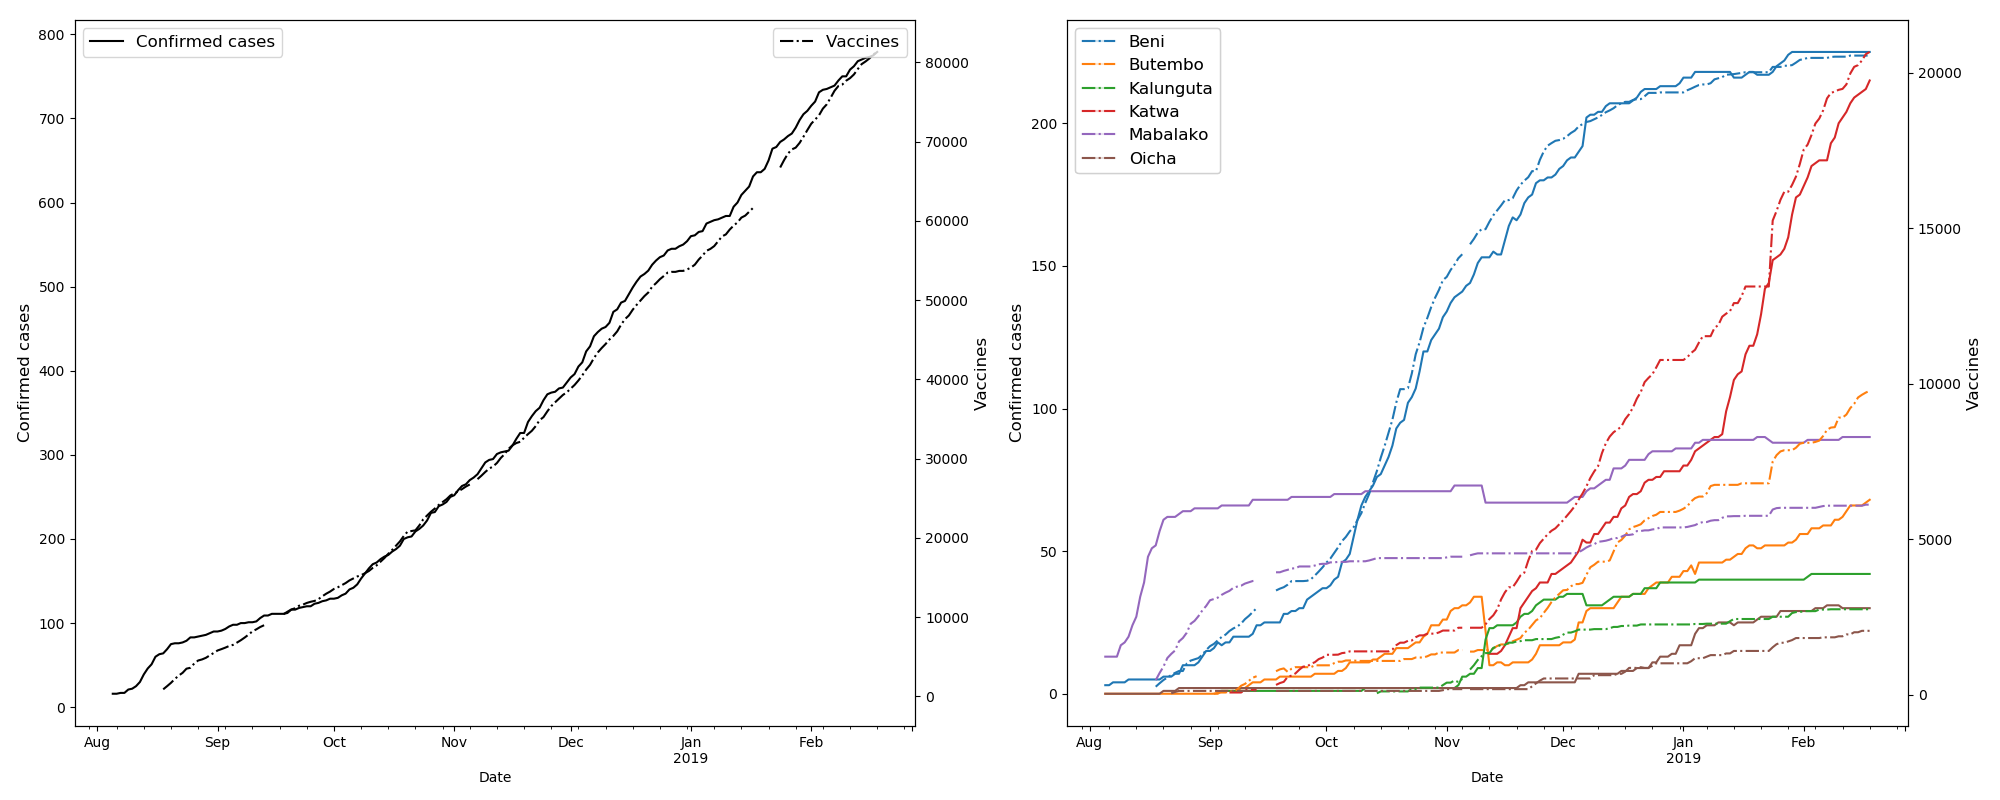 Confirmed cases
Vaccines
800
700
600
500
400
300
200
100
0
Confirmed cases
80000
70000
60000
50000
40000
30000
20000
10000
0
Vaccines
Aug Sep Oct Nov Dec Jan Feb
2019
Date
Beni
Butembo
Kalunguta
Katwa
Mabalako
Oicha
200
150
100
50
0
Confirmed cases
20000
15000
10000
5000
0
Vaccines
Aug Sep Oct Nov Dec Jan Feb
2019
Date